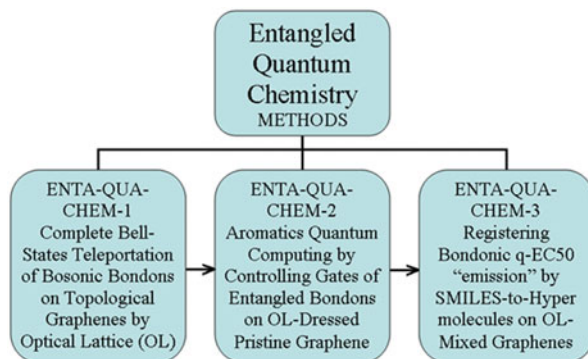 Entangled
Quantum
Chemistry
METHODS
ENTA-QUA-
CHEM-1
Complete Bell-
States Teleportation
of Bosonic Bondons
on Topological
Graphenes by
Optical Lattice (OL)
ENTA-QUA-
CHEM-2
Aromatics Quantum
Computing by
Controlling Gates of
Entangled Bondons
on OL-Dressed
Pristine Graphene
ENTA-QUA-
CHEM-3
Registering
Bondonic q-EC50
“emission” by
SMILES-to-Hyper
molecules on OL-
Mixed Graphenes